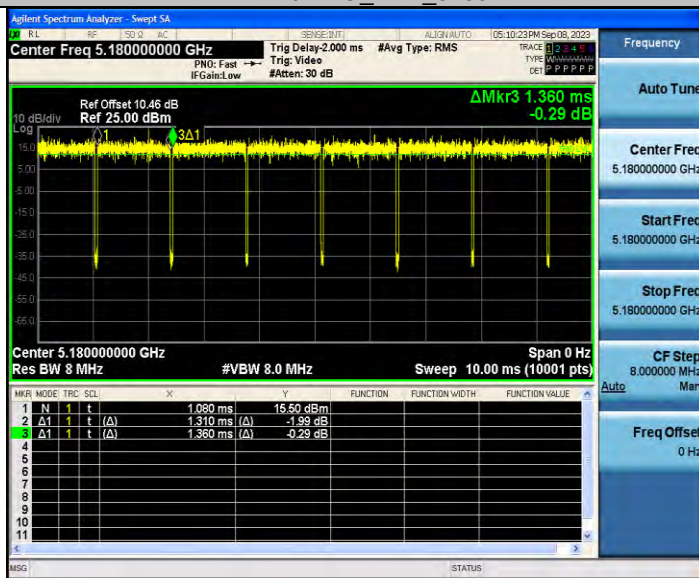 Agilent Spectrum Analyzer - Swept SA
RL RF 50 Ω AC SENSE:INT ALIGN AUTO 05:10:23 PM Sep 08, 2023
Center Freq 5.180000000 GHz
PNO: Fast
IFGain:Low
Trig Delay-2.000 ms
Trig: Video
#Atten: 30 dB
#Avg Type: RMS
TRACE 1 2 3 4 5 6
TYPE
DET P P P P P P
Frequency
ΔMkr3 1.360 ms
-0.29 dB
Ref Offset 10.46 dB
10 dB/div Ref 25.00 dBm
Log
1
3Δ1
15.0
5.00
-5.00
-15.0
-25.0
-35.0
-45.0
-55.0
-65.0
Center 5.180000000 GHz Span 0 Hz
Res BW 8 MHz #VBW 8.0 MHz Sweep 10.00 ms (10001 pts)
MKR MODE TRC SCL X Y FUNCTION FUNCTION WIDTH FUNCTION VALUE
1 N 1 t 1.080 ms 15.50 dBm
2 Δ1 1 t (Δ) 1.310 ms (Δ) -1.99 dB
3 Δ1 1 t (Δ) 1.360 ms (Δ) -0.29 dB
4
5
6
7
8
9
10
11
Auto Tune
Center Freq
5.180000000 GHz
Start Freq
5.180000000 GHz
Stop Freq
5.180000000 GHz
CF Step
8.000000 MHz
Auto Man
Freq Offset
0 Hz
MSG STATUS